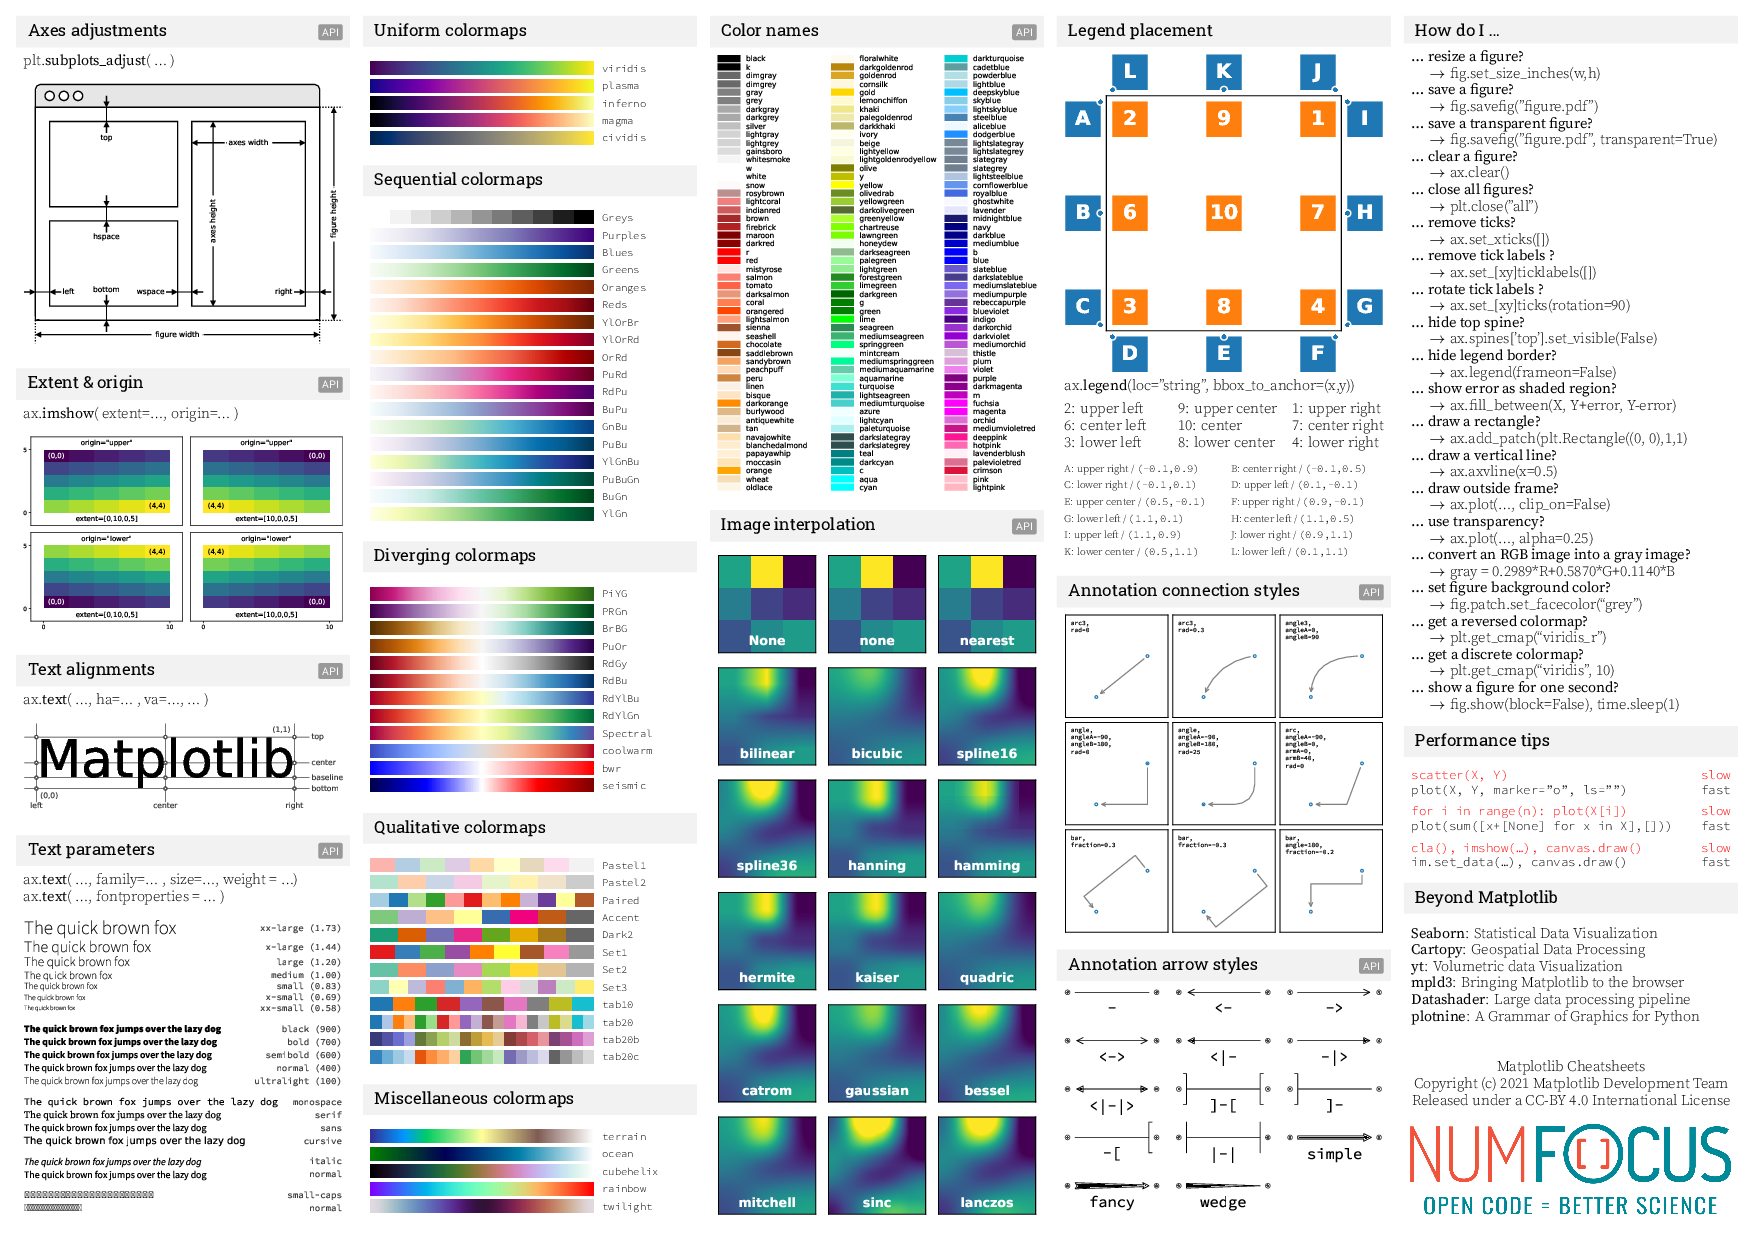 Axes adjustments
API
plt.subplots_adjust( … )
top
axes width
axes height
figure height
hspace
left
bottom
wspace
right
figure width
Extent & origin
API
ax.imshow( extent=…, origin=… )
origin="upper"
origin="upper"
5
(0,0)
(0,0)
(4,4)
(4,4)
0
extent=[0,10,0,5]
extent=[10,0,0,5]
origin="lower"
origin="lower"
5
(4,4)
(4,4)
(0,0)
(0,0)
0
extent=[0,10,0,5]
extent=[10,0,0,5]
0
10
0
10
Text alignments
API
ax.text( …, ha=… , va=…, … )
(1,1)
top
Matplotlib
center
baseline
bottom
(0,0)
left
center
right
Text parameters
API
ax.text( …, family=… , size=…, weight = …)
ax.text( …, fontproperties = … )
The quick brown fox xx-large (1.73)
The quick brown fox x-large (1.44)
The quick brown fox large (1.20)
The quick brown fox medium (1.00)
The quick brown fox small (0.83)
The quick brown fox x-small (0.69)
The quick brown fox xx-small (0.58)
The quick brown fox jumps over the lazy dog black (900)
The quick brown fox jumps over the lazy dog bold (700)
The quick brown fox jumps over the lazy dog semibold (600)
The quick brown fox jumps over the lazy dog normal (400)
The quick brown fox jumps over the lazy dog ultralight (100)
The quick brown fox jumps over the lazy dog monospace
The quick brown fox jumps over the lazy dog serif
The quick brown fox jumps over the lazy dog sans
The quick brown fox jumps over the lazy dog cursive
The quick brown fox jumps over the lazy dog italic
The quick brown fox jumps over the lazy dog normal
small-caps
normal
Uniform colormaps
viridis
plasma
inferno
magma
cividis
Sequential colormaps
Greys
Purples
Blues
Greens
Oranges
Reds
YlOrBr
YlOrRd
OrRd
PuRd
RdPu
BuPu
GnBu
PuBu
YlGnBu
PuBuGn
BuGn
YlGn
Diverging colormaps
PiYG
PRGn
BrBG
PuOr
RdGy
RdBu
RdYlBu
RdYlGn
Spectral
coolwarm
bwr
seismic
Qualitative colormaps
Pastel1
Pastel2
Paired
Accent
Dark2
Set1
Set2
Set3
tab10
tab20
tab20b
tab20c
Miscellaneous colormaps
terrain
ocean
cubehelix
rainbow
twilight
Color names
API
black
k
dimgray
dimgrey
gray
grey
darkgray
darkgrey
silver
lightgray
lightgrey
gainsboro
whitesmoke
w
white
snow
rosybrown
lightcoral
indianred
brown
firebrick
maroon
darkred
r
red
mistyrose
salmon
tomato
darksalmon
coral
orangered
lightsalmon
sienna
seashell
chocolate
saddlebrown
sandybrown
peachpuff
peru
linen
bisque
darkorange
burlywood
antiquewhite
tan
navajowhite
blanchedalmond
papayawhip
moccasin
orange
wheat
oldlace
floralwhite
darkgoldenrod
goldenrod
cornsilk
gold
lemonchiffon
khaki
palegoldenrod
darkkhaki
ivory
beige
lightyellow
lightgoldenrodyellow
olive
y
yellow
olivedrab
yellowgreen
darkolivegreen
greenyellow
chartreuse
lawngreen
honeydew
darkseagreen
palegreen
lightgreen
forestgreen
limegreen
darkgreen
g
green
lime
seagreen
mediumseagreen
springgreen
mintcream
mediumspringgreen
mediumaquamarine
aquamarine
turquoise
lightseagreen
mediumturquoise
azure
lightcyan
paleturquoise
darkslategray
darkslategrey
teal
darkcyan
c
aqua
cyan
darkturquoise
cadetblue
powderblue
lightblue
deepskyblue
skyblue
lightskyblue
steelblue
aliceblue
dodgerblue
lightslategray
lightslategrey
slategray
slategrey
lightsteelblue
cornflowerblue
royalblue
ghostwhite
lavender
midnightblue
navy
darkblue
mediumblue
b
blue
slateblue
darkslateblue
mediumslateblue
mediumpurple
rebeccapurple
blueviolet
indigo
darkorchid
darkviolet
mediumorchid
thistle
plum
violet
purple
darkmagenta
m
fuchsia
magenta
orchid
mediumvioletred
deeppink
hotpink
lavenderblush
palevioletred
crimson
pink
lightpink
Image interpolation
API
None
none
nearest
bilinear
bicubic
spline16
spline36
hanning
hamming
hermite
kaiser
quadric
catrom
gaussian
bessel
mitchell
sinc
lanczos
Legend placement
L K J
A 2 9 1 I
B 6 10 7 H
C 3 8 4 G
D E F
ax.legend(loc="string", bbox_to_anchor=(x,y))
2: upper left 9: upper center 1: upper right
6: center left 10: center 7: center right
3: lower left 8: lower center 4: lower right
A: upper right / (−0.1,0.9) B: center right / (−0.1,0.5)
C: lower right / (−0.1,0.1) D: upper left / (0.1,−0.1)
E: upper center / (0.5,−0.1) F: upper right / (0.9,−0.1)
G: lower left / (1.1,0.1) H: center left / (1.1,0.5)
I: upper left / (1.1,0.9) J: lower right / (0.9,1.1)
K: lower center / (0.5,1.1) L: lower left / (0.1,1.1)
Annotation connection styles
API
arc3,
rad=0
arc3,
rad=0.3
angle3,
angleA=0,
angleB=90
angle,
angleA=-90,
angleB=180,
rad=0
angle,
angleA=-90,
angleB=180,
rad=25
arc,
angleA=-90,
angleB=0,
armA=0,
armB=40,
rad=0
bar,
fraction=0.3
bar,
fraction=-0.3
bar,
angle=180,
fraction=-0.2
Annotation arrow styles
API
-
<-
->
<->
<|-
-|>
<|-|>
]-[
]-
-[
|-|
simple
fancy
wedge
How do I …
… resize a figure?
→ fig.set_size_inches(w,h)
… save a figure?
→ fig.savefig("figure.pdf")
… save a transparent figure?
→ fig.savefig("figure.pdf", transparent=True)
… clear a figure?
→ ax.clear()
… close all figures?
→ plt.close("all")
… remove ticks?
→ ax.set_xticks([])
… remove tick labels ?
→ ax.set_[xy]ticklabels([])
… rotate tick labels ?
→ ax.set_[xy]ticks(rotation=90)
… hide top spine?
→ ax.spines['top'].set_visible(False)
… hide legend border?
→ ax.legend(frameon=False)
… show error as shaded region?
→ ax.fill_between(X, Y+error, Y-error)
… draw a rectangle?
→ ax.add_patch(plt.Rectangle((0, 0),1,1)
… draw a vertical line?
→ ax.axvline(x=0.5)
… draw outside frame?
→ ax.plot(…, clip_on=False)
… use transparency?
→ ax.plot(…, alpha=0.25)
… convert an RGB image into a gray image?
→ gray = 0.2989*R+0.5870*G+0.1140*B
… set figure background color?
→ fig.patch.set_facecolor("grey")
… get a reversed colormap?
→ plt.get_cmap("viridis_r")
… get a discrete colormap?
→ plt.get_cmap("viridis", 10)
… show a figure for one second?
→ fig.show(block=False), time.sleep(1)
Performance tips
scatter(X, Y) slow
plot(X, Y, marker="o", ls="") fast
for i in range(n): plot(X[i]) slow
plot(sum([x+[None] for x in X],[])) fast
cla(), imshow(…), canvas.draw() slow
im.set_data(…), canvas.draw() fast
Beyond Matplotlib
Seaborn: Statistical Data Visualization
Cartopy: Geospatial Data Processing
yt: Volumetric data Visualization
mpld3: Bringing Matplotlib to the browser
Datashader: Large data processing pipeline
plotnine: A Grammar of Graphics for Python
Matplotlib Cheatsheets
Copyright (c) 2021 Matplotlib Development Team
Released under a CC-BY 4.0 International License
NUMFOCUS
OPEN CODE = BETTER SCIENCE